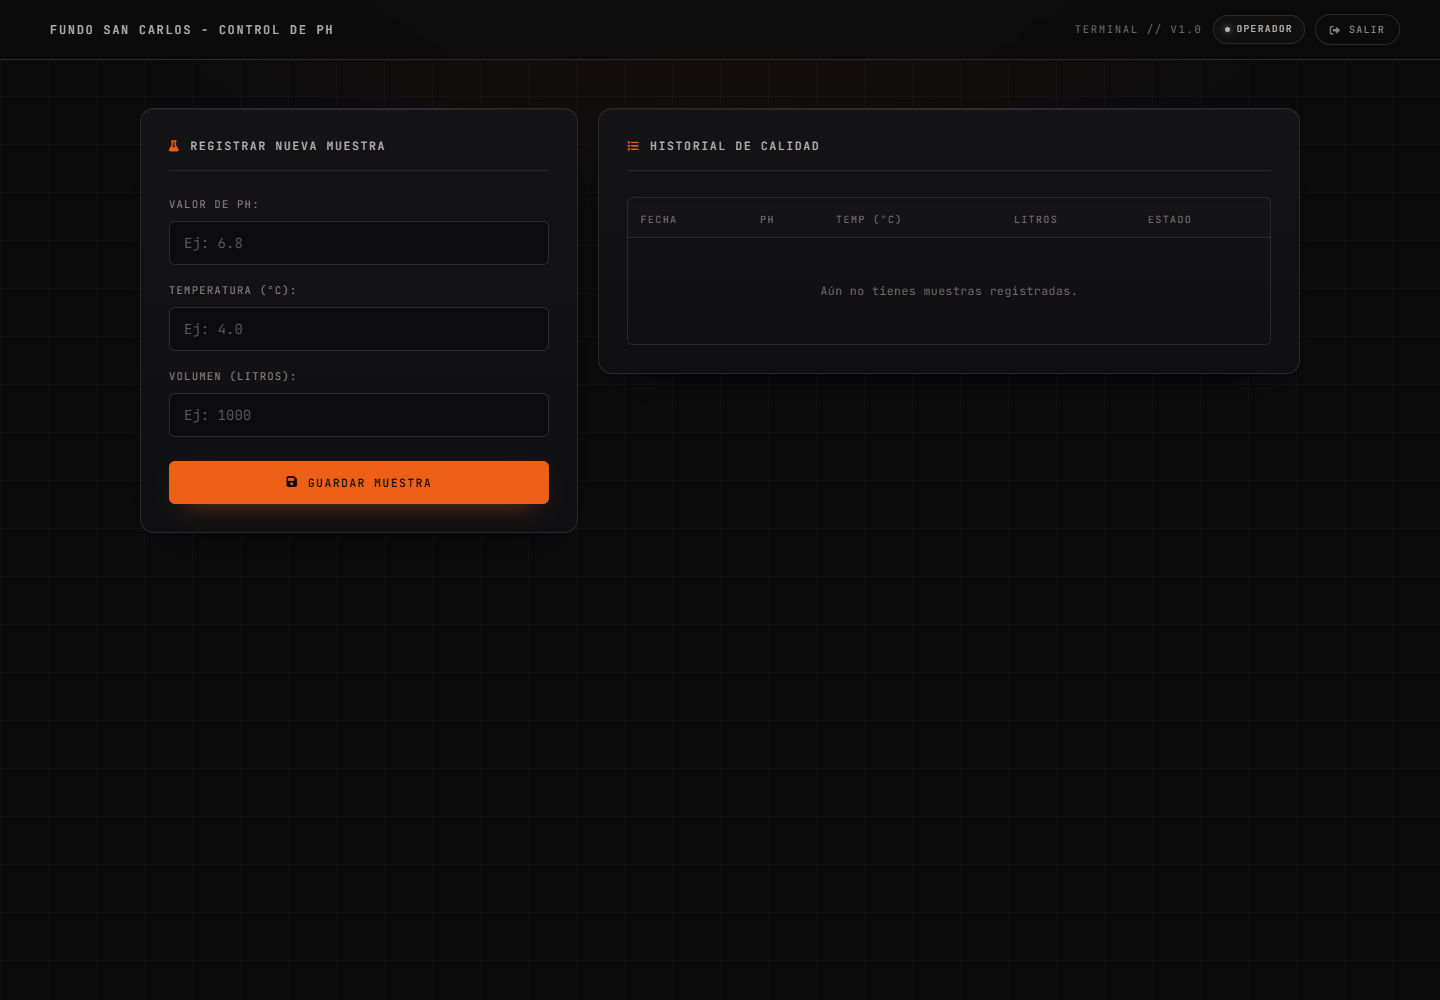 FUNDO SAN CARLOS - CONTROL DE PH
TERMINAL // V1.0
OPERADOR
SALIR
REGISTRAR NUEVA MUESTRA
VALOR DE PH:
Ej: 6.8
TEMPERATURA (°C):
Ej: 4.0
VOLUMEN (LITROS):
Ej: 1000
GUARDAR MUESTRA
HISTORIAL DE CALIDAD
FECHA PH TEMP (°C) LITROS ESTADO
Aún no tienes muestras registradas.